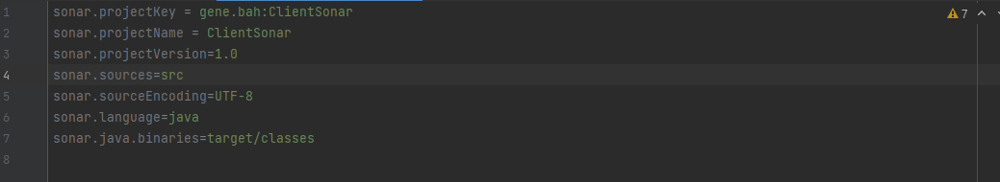 1 sonar.projectKey = gene.bah:ClientSonar
7
2 sonar.projectName = ClientSonar
3 sonar.projectVersion=1.0
4 sonar.sources=src
5 sonar.sourceEncoding=UTF-8
6 sonar.language=java
7 sonar.java.binaries=target/classes
8